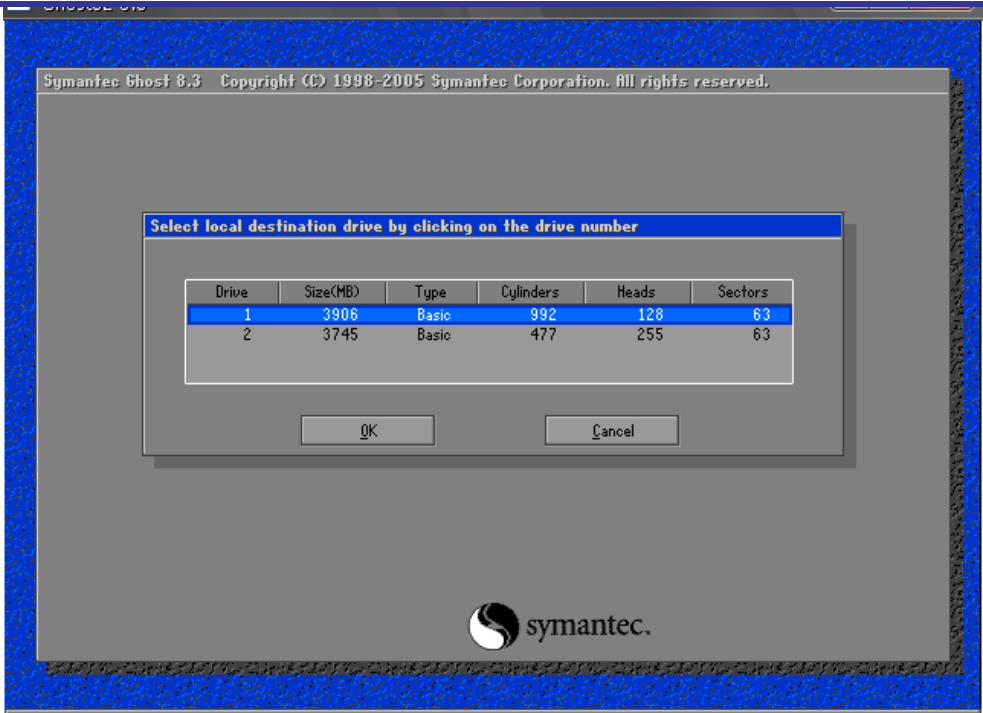 Symantec Ghost 8.3 Copyright (C) 1998-2005 Symantec Corporation. All rights reserved.
Select local destination drive by clicking on the drive number
Drive Size(MB) Type Cylinders Heads Sectors
1 3906 Basic 992 128 63
2 3745 Basic 477 255 63
OK Cancel
symantec.